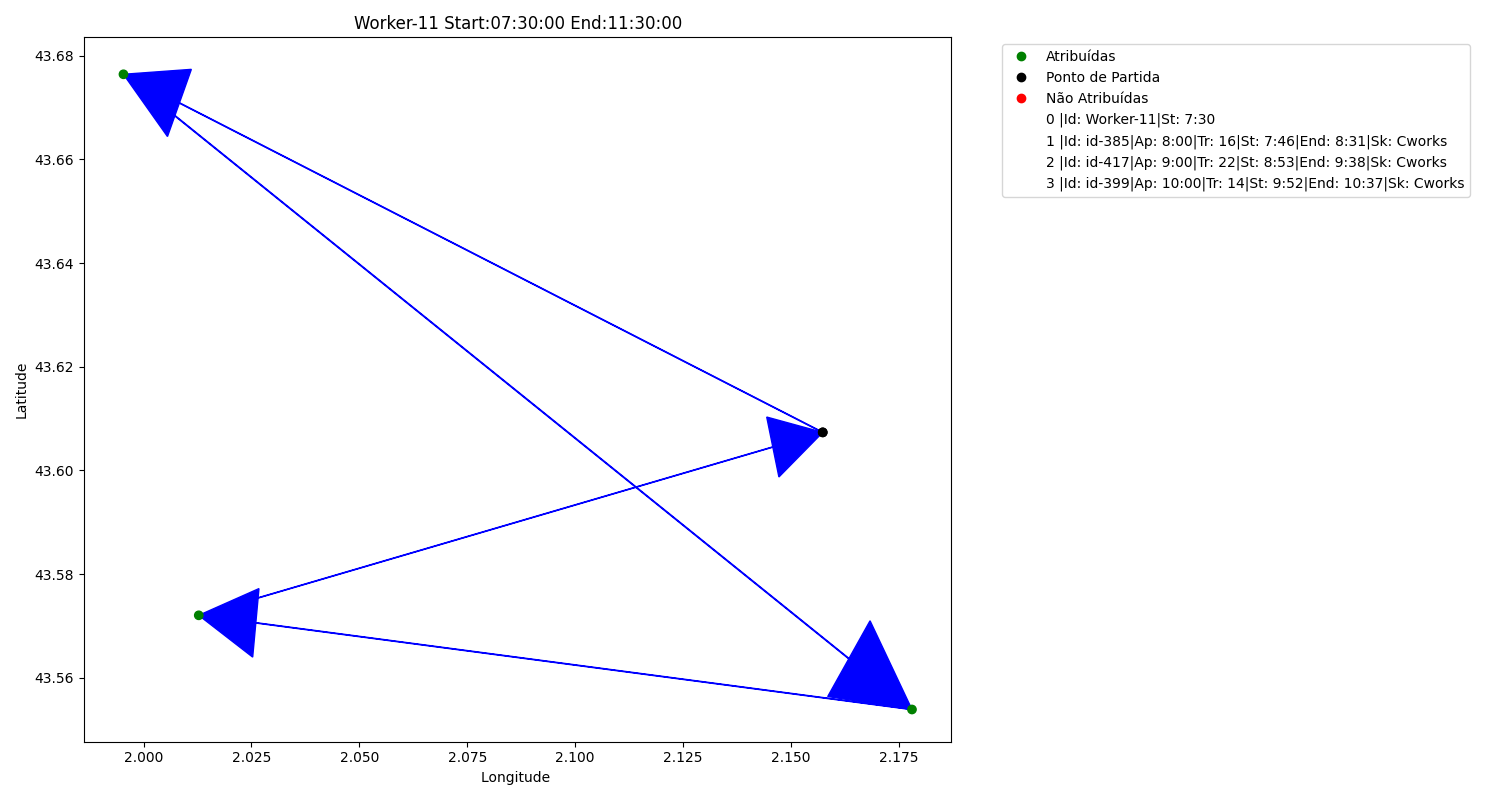 Worker-11 Start:07:30:00 End:11:30:00
43.68
43.66
43.64
43.62
43.60
43.58
43.56
Latitude
2.000 2.025 2.050 2.075 2.100 2.125 2.150 2.175
Longitude
Atribuídas
Ponto de Partida
Não Atribuídas
0 |Id: Worker-11|St: 7:30
1 |Id: id-385|Ap: 8:00|Tr: 16|St: 7:46|End: 8:31|Sk: Cworks
2 |Id: id-417|Ap: 9:00|Tr: 22|St: 8:53|End: 9:38|Sk: Cworks
3 |Id: id-399|Ap: 10:00|Tr: 14|St: 9:52|End: 10:37|Sk: Cworks